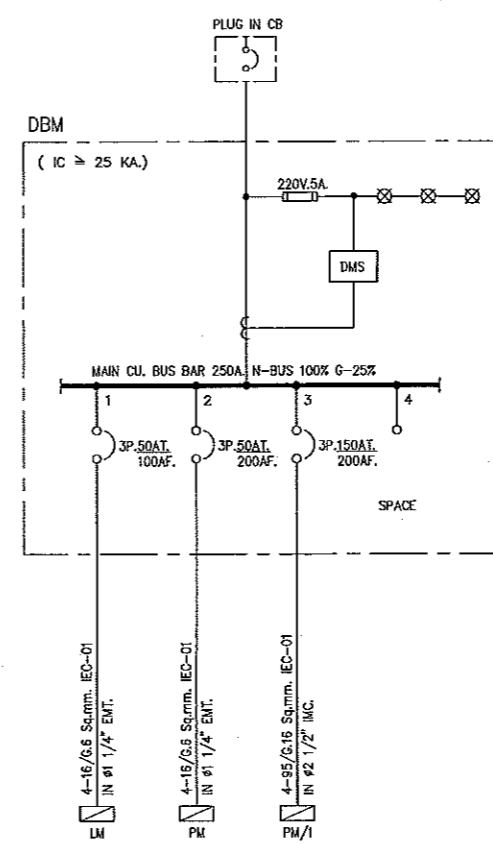 PLUG IN CB
DBM
( IC ≥ 25 KA.)
220V.5A.
DMS
MAIN CU. BUS BAR 250A. N-BUS 100% G-25%
1
2
3
4
3P.50AT.
100AF.
3P.50AT.
200AF.
3P.150AT.
200AF.
SPACE
4-16/G.6 Sq.mm. IEC-01
IN ø1 1/4" EMT.
4-16/G.6 Sq.mm. IEC-01
IN ø1 1/4" EMT.
4-95/G.16 Sq.mm. IEC-01
IN ø2 1/2" IMC.
LM
PM
PM/1